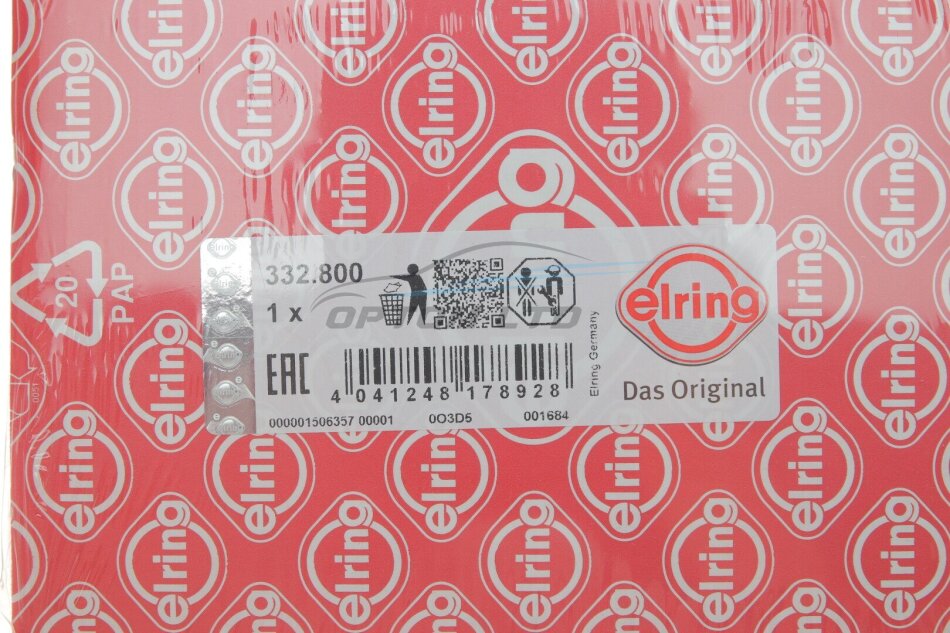 332.800
1 x
EAC
4 041248 178928
000001506357 00001 0O3D5 001684
Elring Germany
elring
Das Original
20
PAP